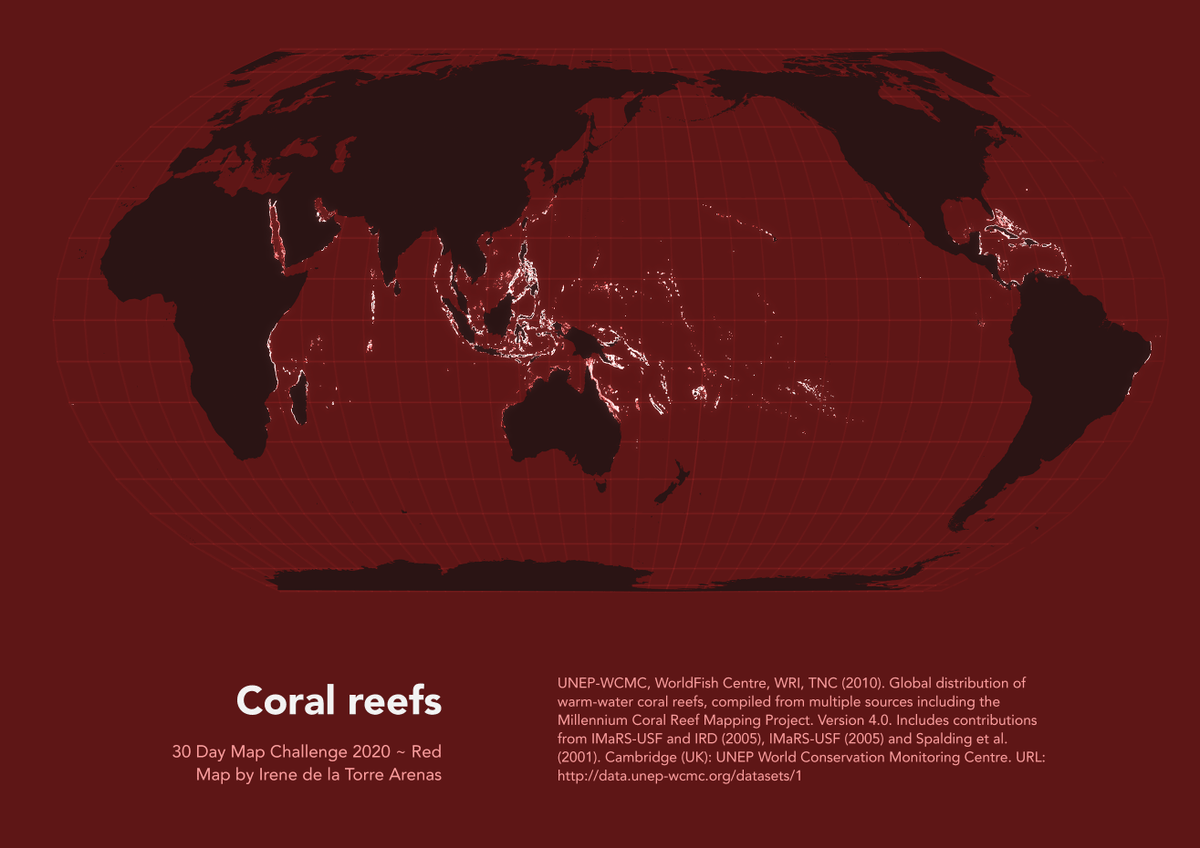 Coral reefs
30 Day Map Challenge 2020 ~ Red
Map by Irene de la Torre Arenas
UNEP-WCMC, WorldFish Centre, WRI, TNC (2010). Global distribution of
warm-water coral reefs, compiled from multiple sources including the
Millennium Coral Reef Mapping Project. Version 4.0. Includes contributions
from IMaRS-USF and IRD (2005), IMaRS-USF (2005) and Spalding et al.
(2001). Cambridge (UK): UNEP World Conservation Monitoring Centre. URL:
http://data.unep-wcmc.org/datasets/1